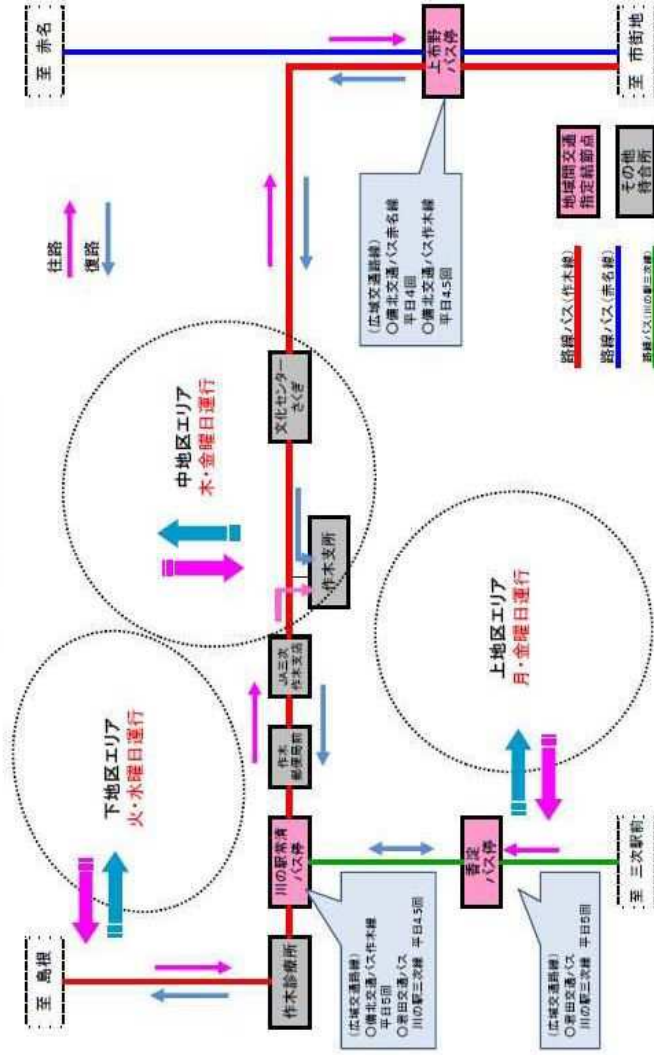 至 島根
作木診療所
川の駅常清
バス停
作木
郵便局前
JA三次
作木支店
作木支所
文化センター
さくぎ
下地区エリア
火・水曜日運行
中地区エリア
木・金曜日運行
上地区エリア
月・金曜日運行
往路
復路
至 赤名
上布野
バス停
至 市街地
香淀
バス停
至 三次駅前
(広域交通路線)
○備北交通バス作木線
平日5回
○君田交通バス
川の駅三次線 平日4.5回
(広域交通路線)
○君田交通バス
川の駅三次線 平日5回
(広域交通路線)
○備北交通バス赤名線
平日4回
○備北交通バス作木線
平日4.5回
路線バス(作木線)
路線バス(赤名線)
路線バス(川の駅三次線)
地域間交通
指定結節点
その他
待合所